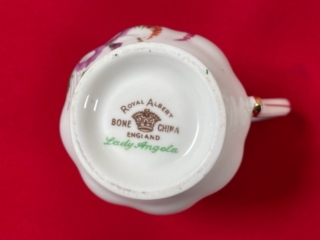 ROYAL ALBERT
BONE CHINA
ENGLAND
Lady Angela